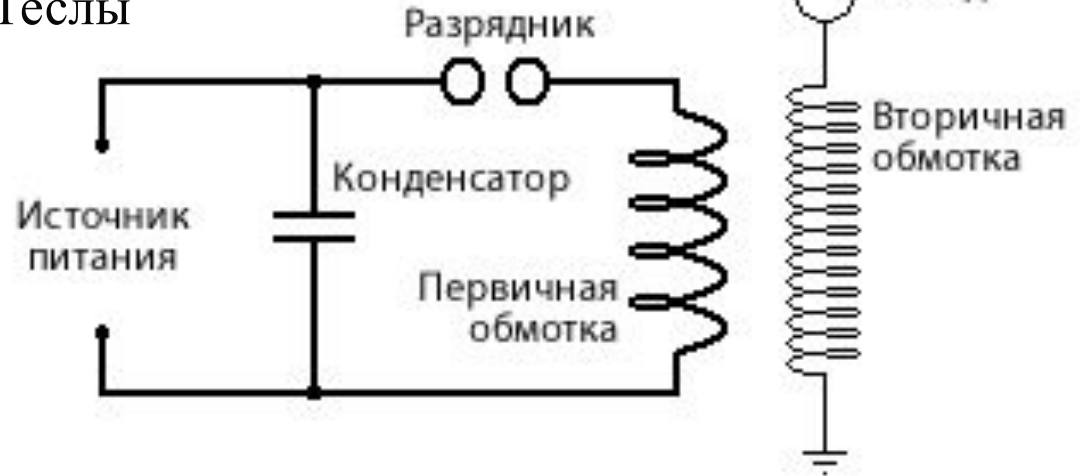 Теслы
Разрядник
Вторичная
обмотка
Конденсатор
Источник
питания
Первичная
обмотка